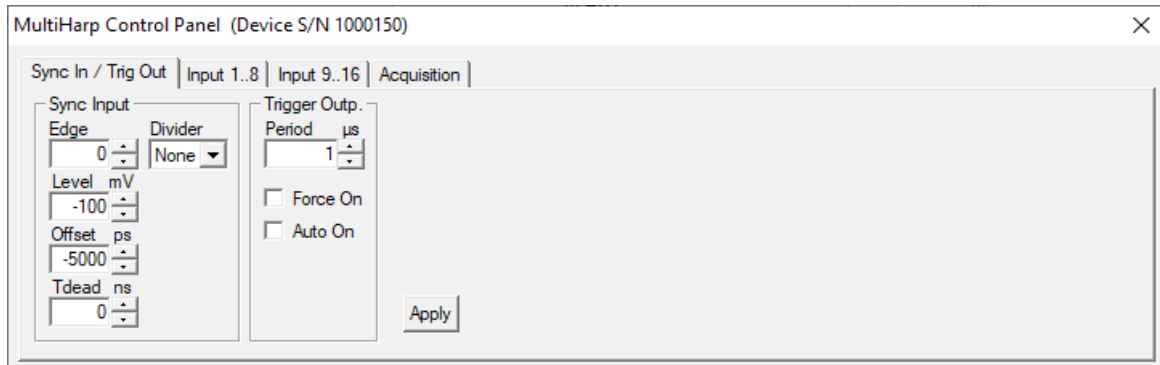 MultiHarp Control Panel (Device S/N 1000150)
Sync In / Trig Out Input 1..8 Input 9..16 Acquisition
Sync Input
Edge Divider
0 None
Level mV
-100
Offset ps
-5000
Tdead ns
0
Trigger Outp.
Period µs
1
Force On
Auto On
Apply